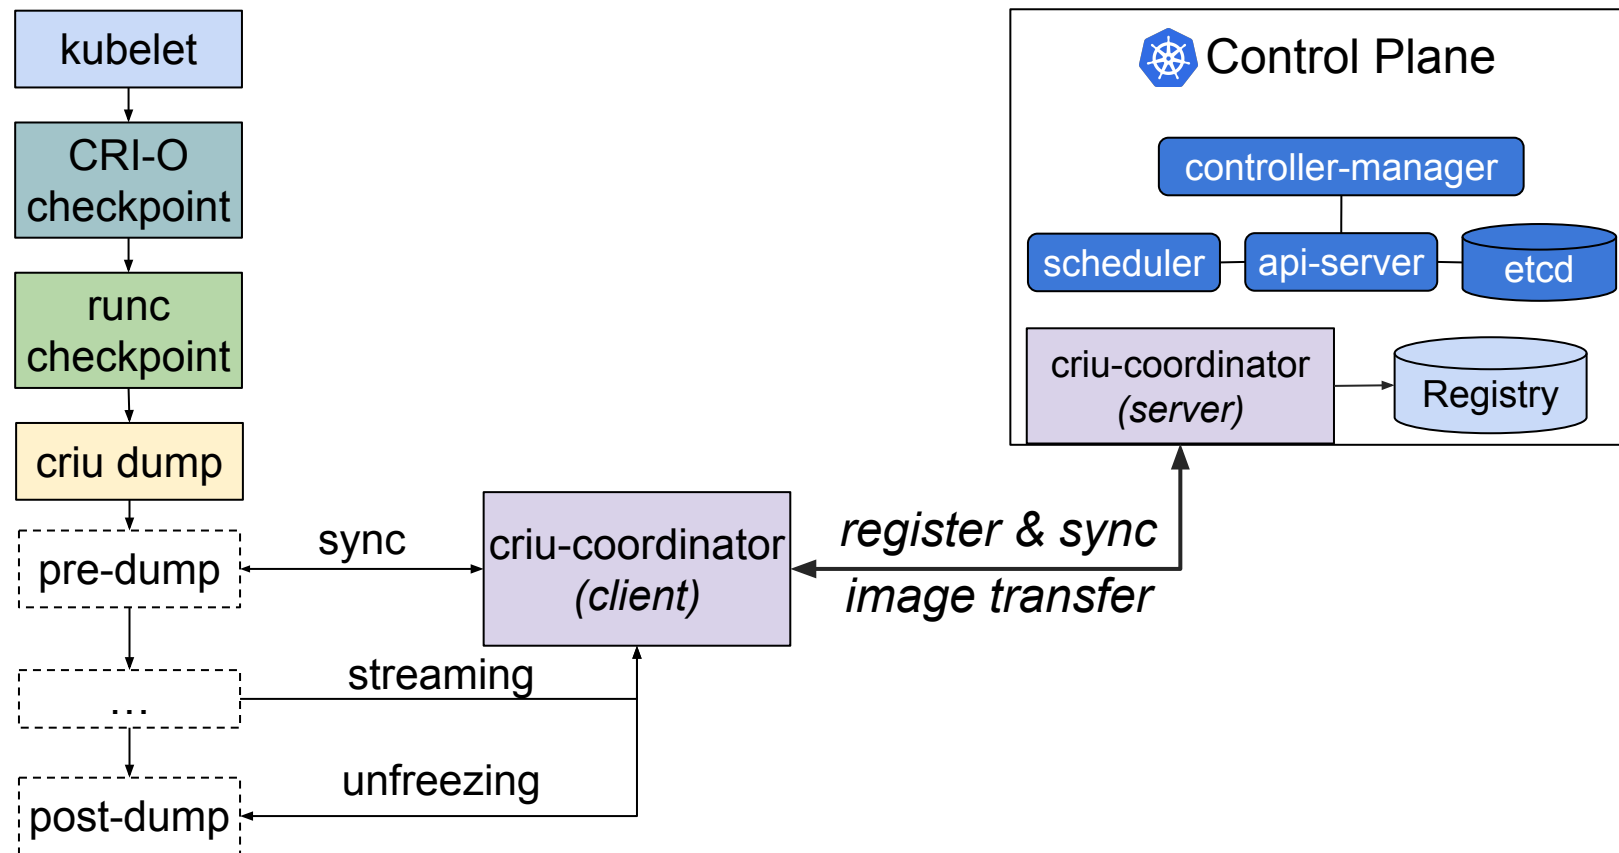 kubelet
CRI-O
checkpoint
runc
checkpoint
criu dump
pre-dump
...
post-dump
sync
streaming
unfreezing
criu-coordinator
(client)
register & sync
image transfer
Control Plane
controller-manager
scheduler
api-server
etcd
criu-coordinator
(server)
Registry